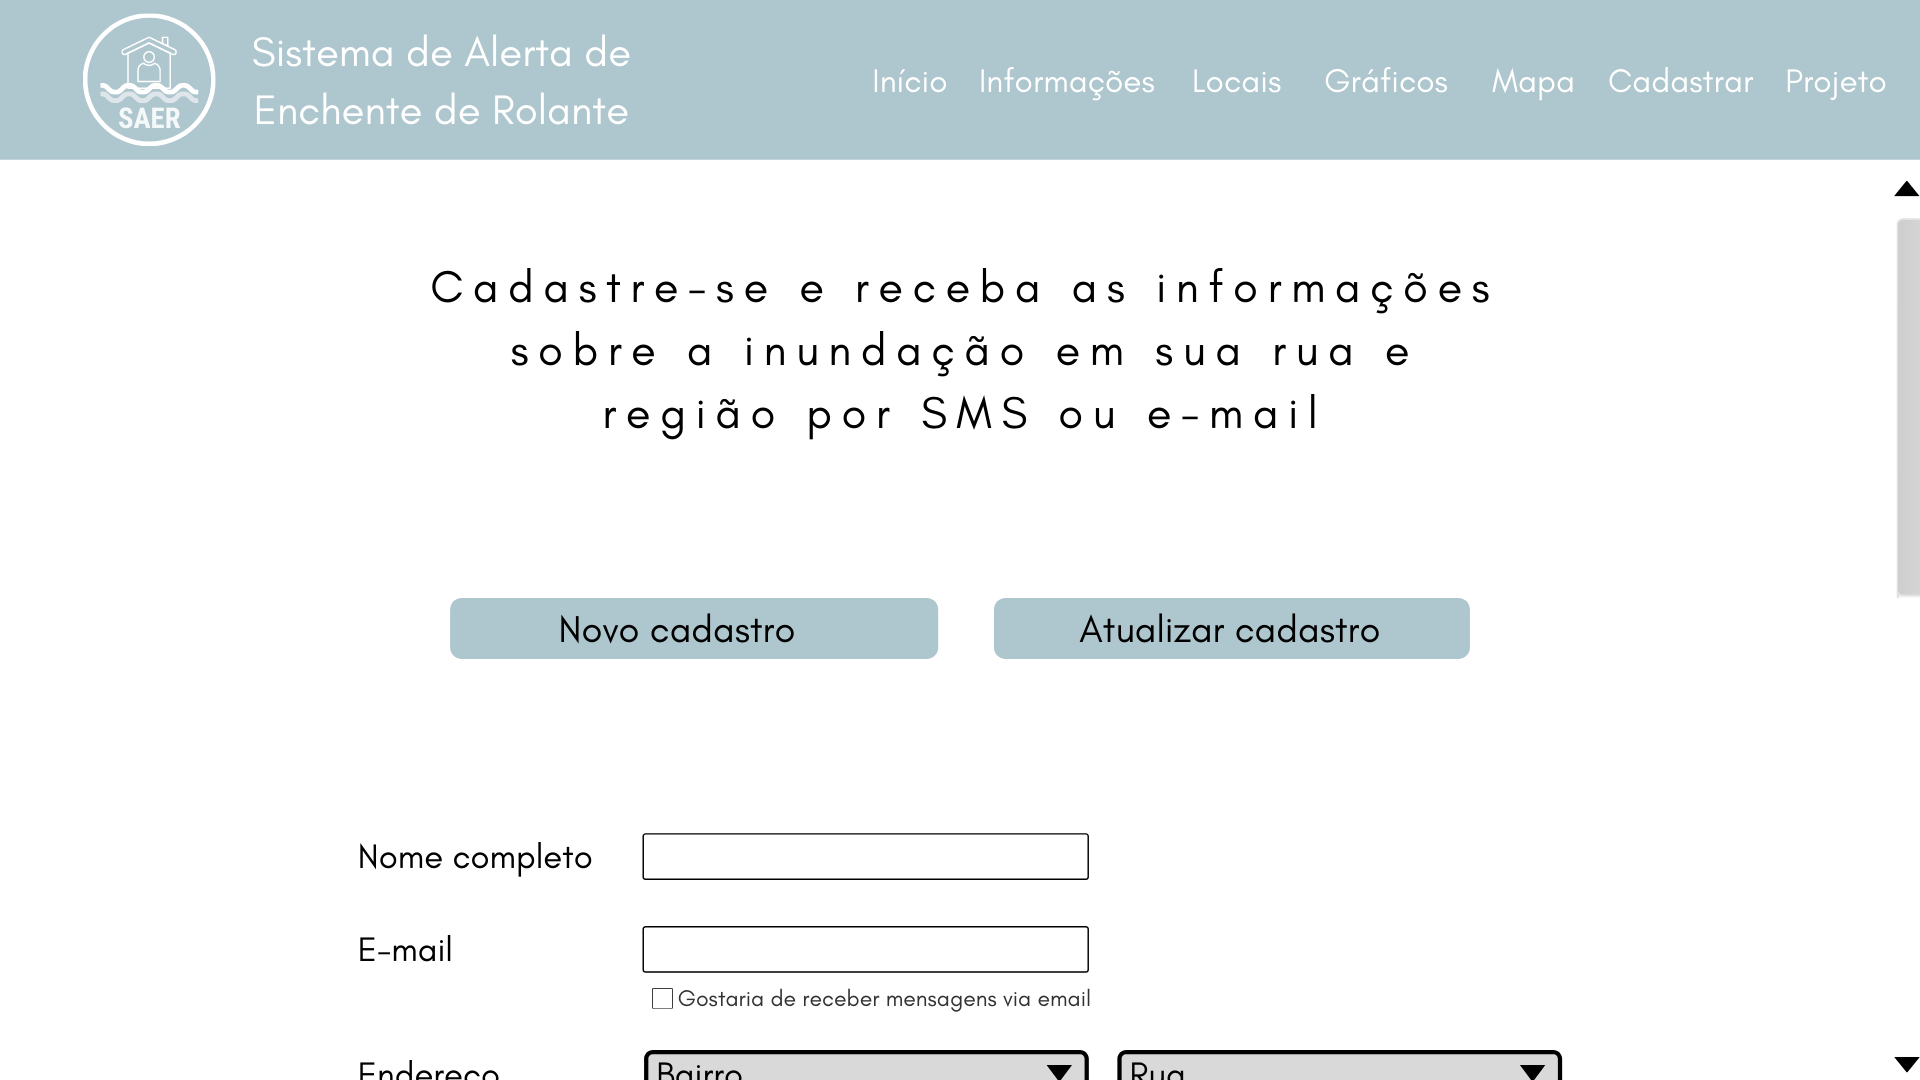 SAER
Sistema de Alerta de
Enchente de Rolante
Início Informações Locais Gráficos Mapa Cadastrar Projeto
Cadastre-se e receba as informações
sobre a inundação em sua rua e
região por SMS ou e-mail
Novo cadastro Atualizar cadastro
Nome completo
E-mail
Gostaria de receber mensagens via email
Endereço Bairro Rua